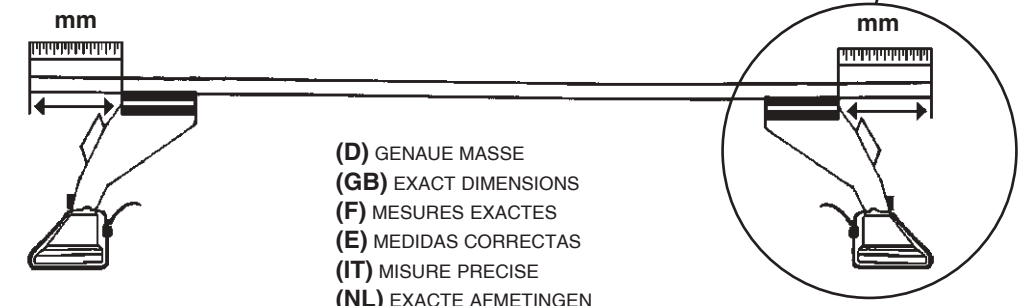 mm
mm
(D) GENAUE MASSE
(GB) EXACT DIMENSIONS
(F) MESURES EXACTES
(E) MEDIDAS CORRECTAS
(IT) MISURE PRECISE
(NL) EXACTE AFMETINGEN